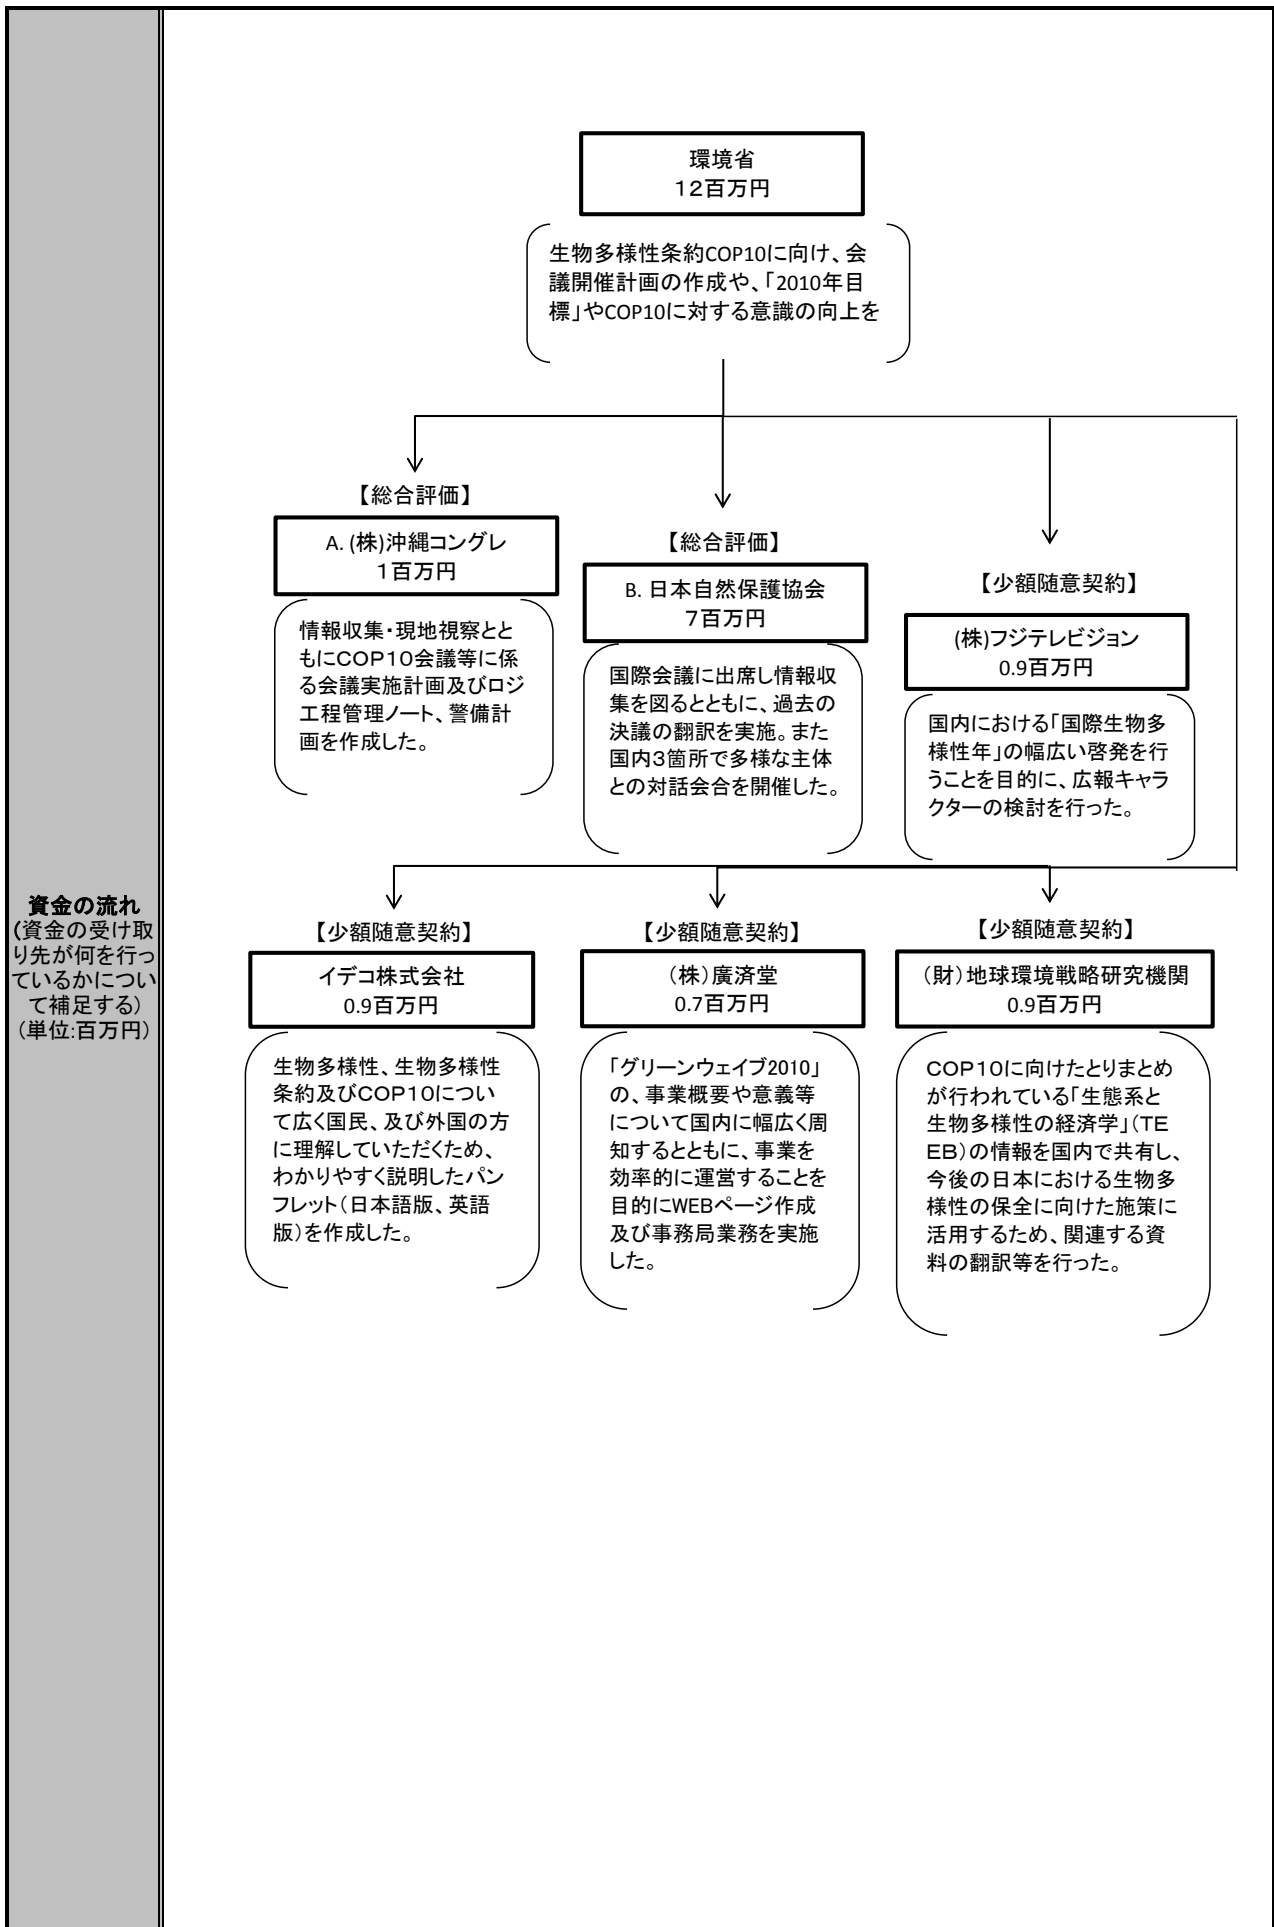 資金の流れ
(資金の受け取
り先が何を行っ
ているかについ
て補足する)
(単位:百万円)
環境省
12百万円
生物多様性条約COP10に向け、会
議開催計画の作成や、「2010年目
標」やCOP10に対する意識の向上を
【総合評価】
A. (株)沖縄コングレ
1百万円
情報収集・現地視察とと
もにCOP10会議等に係
る会議実施計画及びロジ
工程管理ノート、警備計
画を作成した。
【総合評価】
B. 日本自然保護協会
7百万円
国際会議に出席し情報収
集を図るとともに、過去の
決議の翻訳を実施。また
国内3箇所で多様な主体
との対話会合を開催した。
【少額随意契約】
(株)フジテレビジョン
0.9百万円
国内における「国際生物多
様性年」の幅広い啓発を行
うことを目的に、広報キャラ
クターの検討を行った。
【少額随意契約】
イデコ株式会社
0.9百万円
生物多様性、生物多様性
条約及びCOP10につい
て広く国民、及び外国の方
に理解していただくため、
わかりやすく説明したパン
フレット(日本語版、英語
版)を作成した。
【少額随意契約】
(株)廣済堂
0.7百万円
「グリーンウェイブ2010」
の、事業概要や意義等
について国内に幅広く周
知するとともに、事業を
効率的に運営することを
目的にWEBページ作成
及び事務局業務を実施
した。
【少額随意契約】
(財)地球環境戦略研究機関
0.9百万円
COP10に向けたとりまとめ
が行われている「生態系と
生物多様性の経済学」(TE
EB)の情報を国内で共有し、
今後の日本における生物多
様性の保全に向けた施策に
活用するため、関連する資
料の翻訳等を行った。